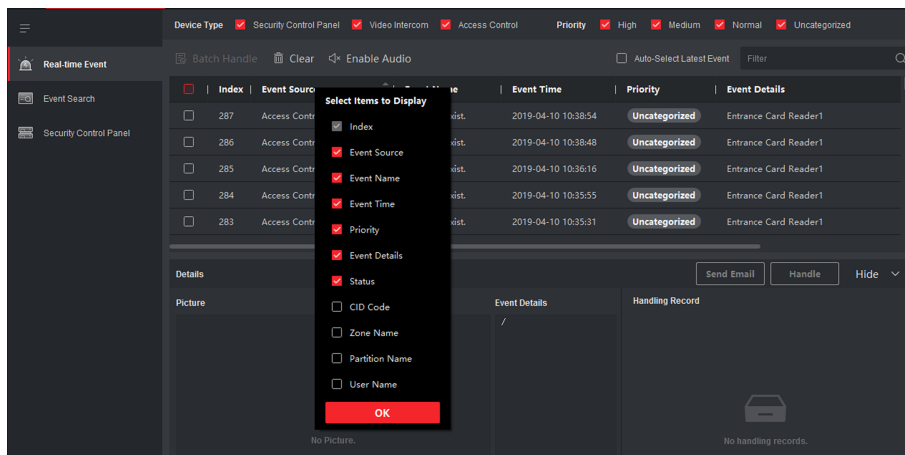 Device Type Security Control Panel Video Intercom Access Control Priority High Medium Normal Uncategorized
Real-time Event
Event Search
Security Control Panel
Batch Handle Clear Enable Audio Auto-Select Latest Event Filter
| Index | Event Source | Event Time | Priority | Event Details
287 Access Contr xist. 2019-04-10 10:38:54 Uncategorized Entrance Card Reader1
286 Access Contr xist. 2019-04-10 10:38:48 Uncategorized Entrance Card Reader1
285 Access Contr xist. 2019-04-10 10:36:16 Uncategorized Entrance Card Reader1
284 Access Contr xist. 2019-04-10 10:35:55 Uncategorized Entrance Card Reader1
283 Access Contr xist. 2019-04-10 10:35:31 Uncategorized Entrance Card Reader1
Select Items to Display
Index
Event Source
Event Name
Event Time
Priority
Event Details
Status
CID Code
Zone Name
Partition Name
User Name
OK
Details Send Email Handle Hide
Picture Event Details Handling Record
/
No Picture. No handling records.